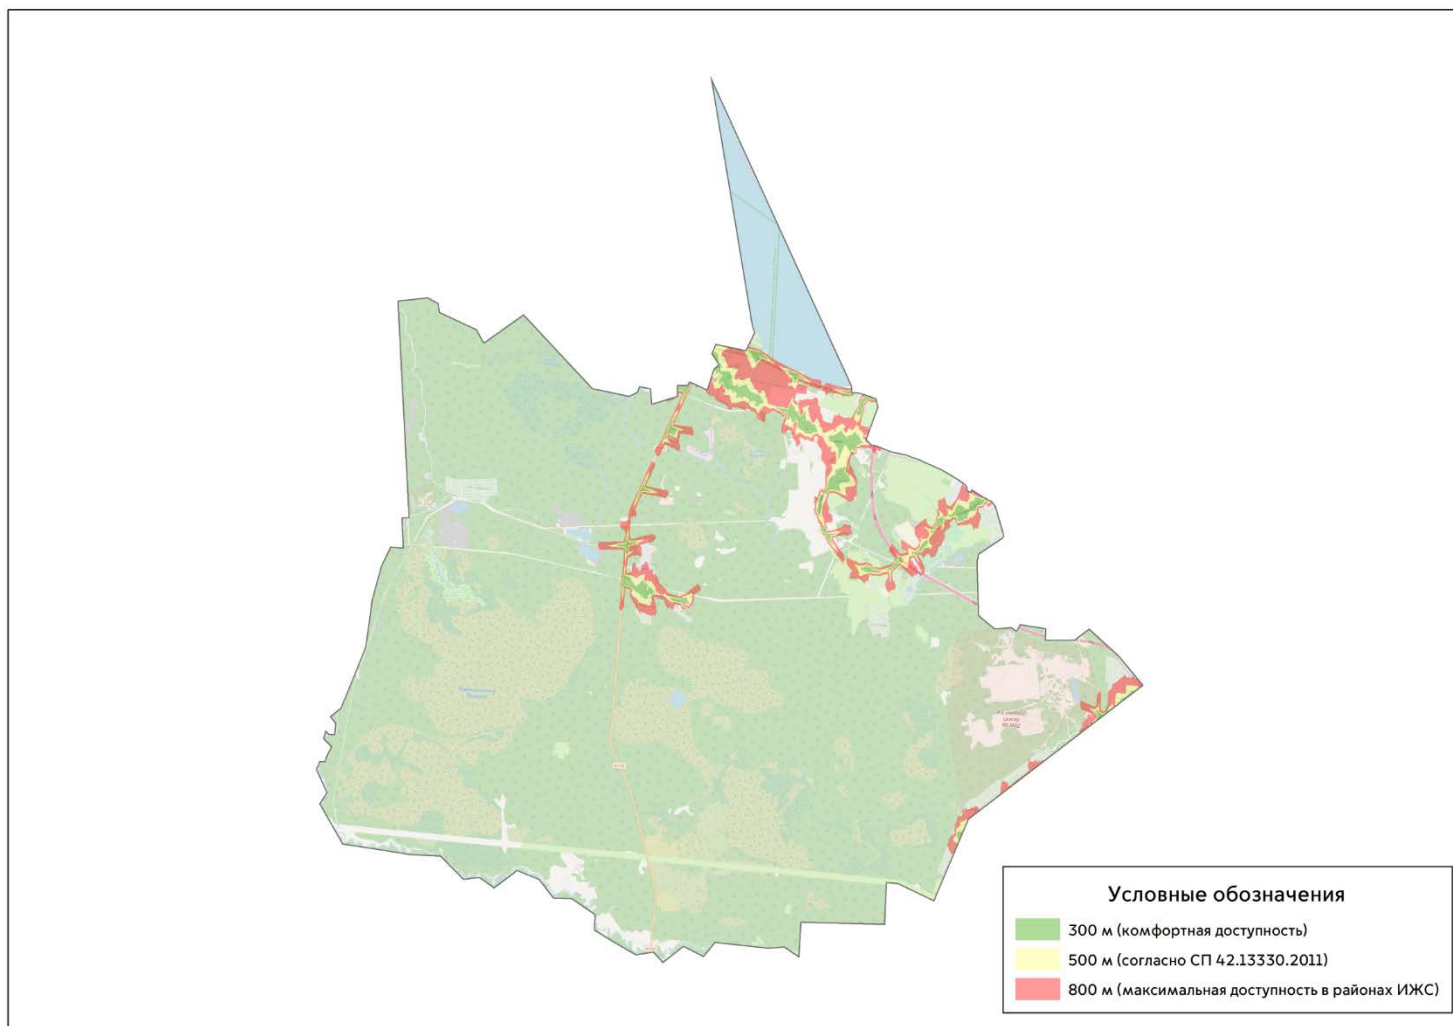 Условные обозначения
300 м (комфортная доступность)
500 м (согласно СП 42.13330.2011)
800 м (максимальная доступность в районах ИЖС)